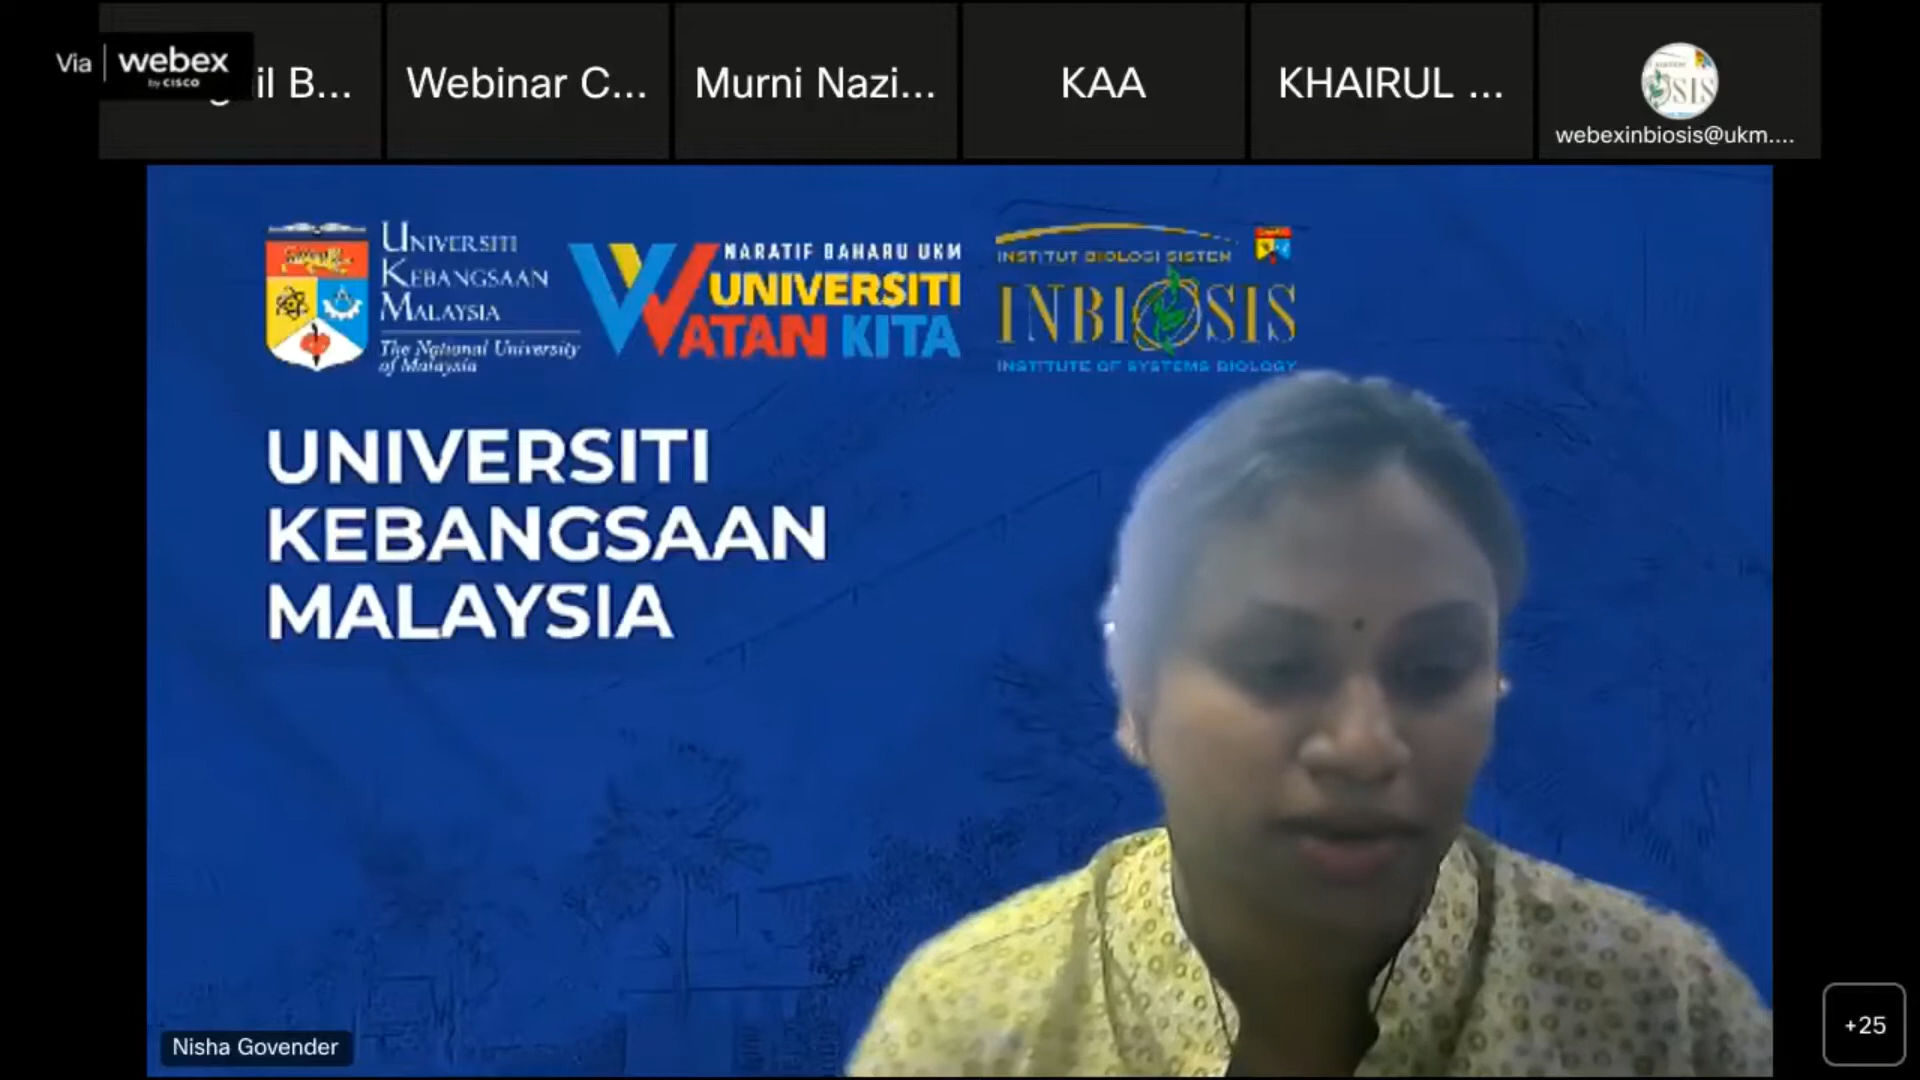 Via webex
by CISCO
il B...
Webinar C...
Murni Nazi...
KAA
KHAIRUL ...
OSIS
webexinbiosis@ukm....
UNIVERSITI
KEBANGSAAN
MALAYSIA
The National University
of Malaysia
NARATIF BAHARU UKM
UNIVERSITI
WATAN KITA
INSTITUT BIOLOGI SISTEM
INBIOSIS
INSTITUTE OF SYSTEMS BIOLOGY
UNIVERSITI
KEBANGSAAN
MALAYSIA
Nisha Govender
+25